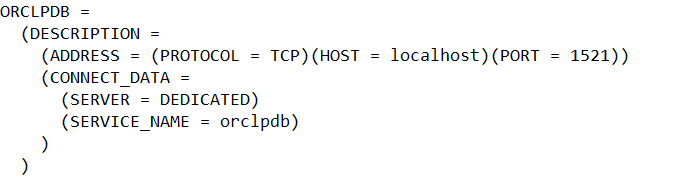 ORCLPDB =
  (DESCRIPTION =
    (ADDRESS = (PROTOCOL = TCP)(HOST = localhost)(PORT = 1521))
    (CONNECT_DATA =
      (SERVER = DEDICATED)
      (SERVICE_NAME = orclpdb)
    )
  )